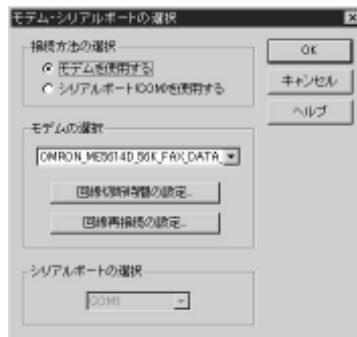 モデム・シリアルポートの選択
接続方法の選択
モデムを使用する
シリアルポート(COM)を使用する
OK
キャンセル
ヘルプ
モデムの選択
OMRON_ME5614D_56K_FAX_DATA_
回線切断時間の設定...
回線再接続の設定...
シリアルポートの選択
COM1